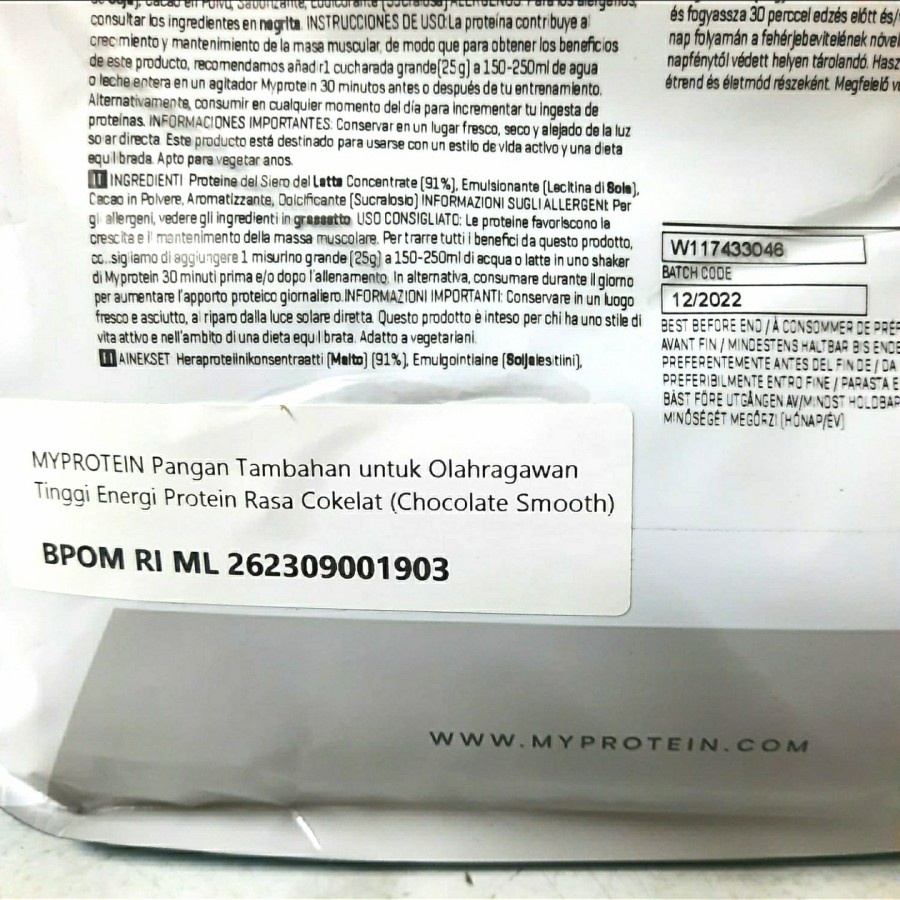 consultar los ingredientes en negrita. INSTRUCCIONES DE USO: La proteína contribuye al
crecimiento y mantenimiento de la masa muscular, de modo que para obtener los beneficios
de este producto, recomendamos añadir 1 cucharada grande (25 g) a 150-250ml de agua
o leche entera en un agitador Myprotein 30 minutos antes o después de tu entrenamiento.
Alternativamente, consumir en cualquier momento del día para incrementar tu ingesta de
proteínas. INFORMACIONES IMPORTANTES: Conservar en un lugar fresco, seco y alejado de la luz
solar directa. Este producto está destinado para usarse con un estilo de vida activo y una dieta
equilibrada. Apto para vegetarianos.
IT INGREDIENTI Proteine del Siero del Latte Concentrate (91%), Emulsionante (Lecitina di Soia),
Cacao in Polvere, Aromatizzante, Dolcificante (Sucralosio) INFORMAZIONI SUGLI ALLERGENI: Per
gli allergeni, vedere gli ingredienti in grassetto. USO CONSIGLIATO: Le proteine favoriscono la
crescita e il mantenimento della massa muscolare. Per trarre tutti i benefici da questo prodotto,
consigliamo di aggiungere 1 misurino grande (25g) a 150-250ml di acqua o latte in uno shaker
di Myprotein 30 minuti prima e/o dopo l'allenamento. In alternativa, consumare durante il giorno
per aumentare l'apporto proteico giornaliero. INFORMAZIONI IMPORTANTI: Conservare in un luogo
fresco e asciutto, al riparo dalla luce solare diretta. Questo prodotto è inteso per chi ha uno stile di
vita attivo e nell'ambito di una dieta equilibrata. Adatto a vegetariani.
AINEKSET Heraproteiinikonsentraatti (Maito) (91%), Emulgointiaine (Soijalesitiini),
és fogyassza 30 perccel edzés előtt és/
nap folyamán a fehérjebevitelének növel
napfénytől védett helyen tárolandó. Hasz
étrend és életmód részeként. Megfelelő v
W117433046
BATCH CODE
12/2022
BEST BEFORE END / À CONSOMMER DE PRÉF
AVANT FIN / MINDESTENS HALTBAR BIS ENDE
PREFERENTEMENTE ANTES DEL FIN DE / DA
PREFERIBILMENTE ENTRO FINE / PARASTA E
BÄST FÖRE UTGÅNGEN AV/MINDST HOLDBAR
MINŐSÉGÉT MEGŐRZI (HÓNAP/ÉV)
MYPROTEIN Pangan Tambahan untuk Olahragawan
Tinggi Energi Protein Rasa Cokelat (Chocolate Smooth)
BPOM RI ML 262309001903
WWW.MYPROTEIN.COM